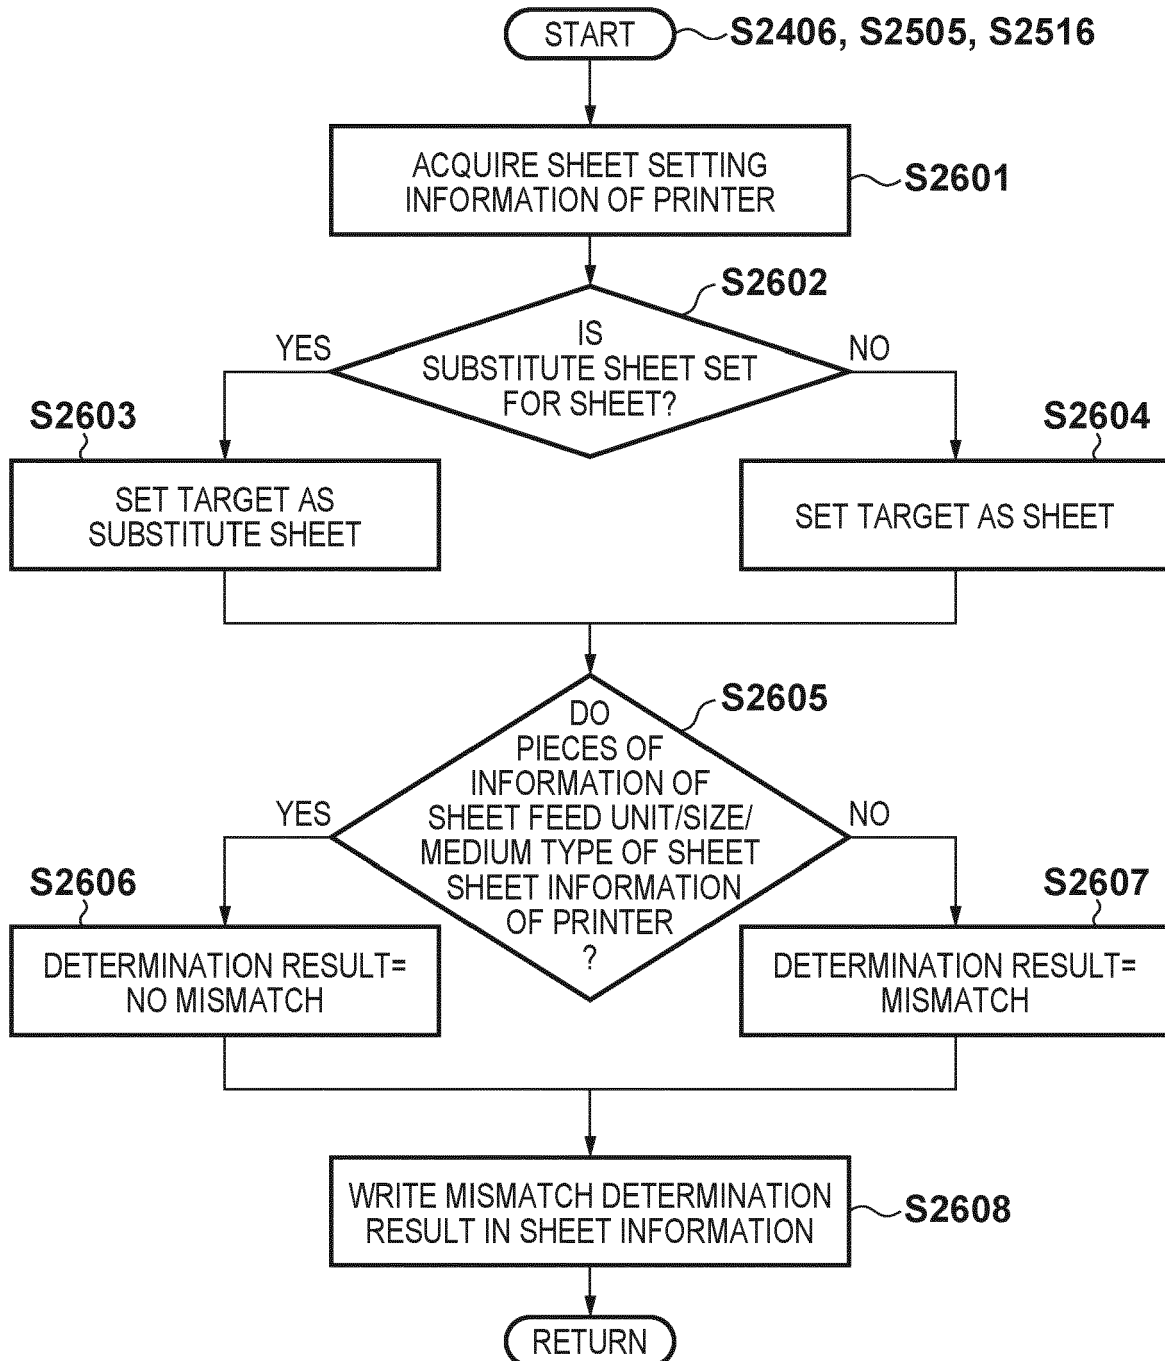 START
S2406, S2505, S2516
ACQUIRE SHEET SETTING
INFORMATION OF PRINTER
S2601
S2602
IS
SUBSTITUTE SHEET SET
FOR SHEET?
YES
NO
S2603
SET TARGET AS
SUBSTITUTE SHEET
S2604
SET TARGET AS SHEET
S2605
DO
PIECES OF
INFORMATION OF
SHEET FEED UNIT/SIZE/
MEDIUM TYPE OF SHEET
SHEET INFORMATION
OF PRINTER
?
YES
NO
S2606
DETERMINATION RESULT=
NO MISMATCH
S2607
DETERMINATION RESULT=
MISMATCH
WRITE MISMATCH DETERMINATION
RESULT IN SHEET INFORMATION
S2608
RETURN